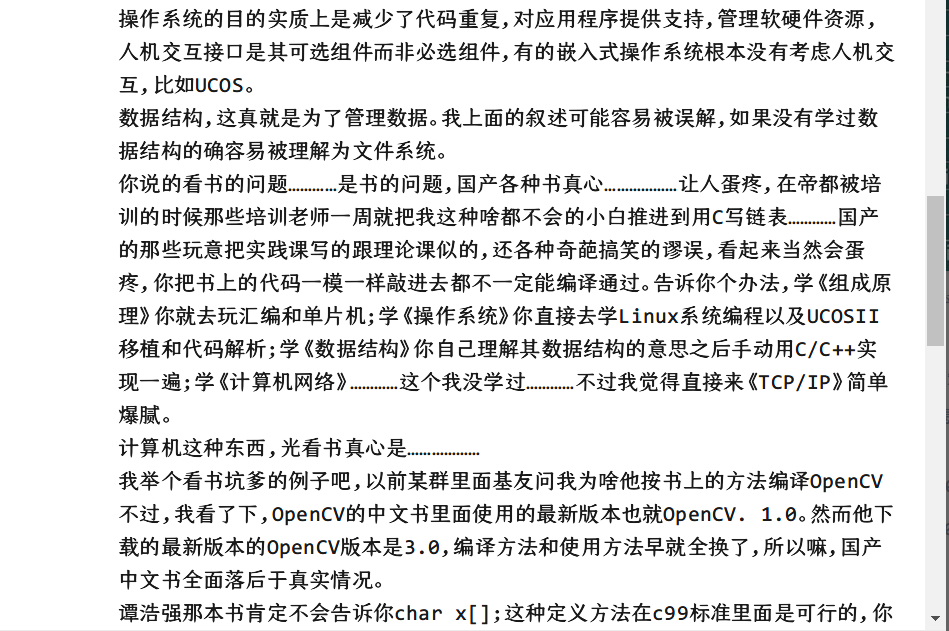 操作系统的目的实质上是减少了代码重复,对应用程序提供支持,管理软硬件资源,
人机交互接口是其可选组件而非必选组件,有的嵌入式操作系统根本没有考虑人机交
互,比如UCOS。
数据结构,这真就是为了管理数据。我上面的叙述可能容易被误解,如果没有学过数
据结构的确容易被理解为文件系统。
你说的看书的问题…………是书的问题,国产各种书真心………………让人蛋疼,在帝都被培
训的时候那些培训老师一周就把我这种啥都不会的小白推进到用C写链表…………国产
的那些玩意把实践课写的跟理论课似的,还各种奇葩搞笑的谬误,看起来当然会蛋
疼,你把书上的代码一模一样敲进去都不一定能编译通过。告诉你个办法,学《组成原
理》你就去玩汇编和单片机;学《操作系统》你直接去学Linux系统编程以及UCOSII
移植和代码解析;学《数据结构》你自己理解其数据结构的意思之后手动用C/C++实
现一遍;学《计算机网络》…………这个我没学过…………不过我觉得直接来《TCP/IP》简单
爆腻。
计算机这种东西,光看书真心是………………
我举个看书坑爹的例子吧,以前某群里面基友问我为啥他按书上的方法编译OpenCV
不过,我看了下,OpenCV的中文书里面使用的最新版本也就OpenCV. 1.0。然而他下
载的最新版本的OpenCV版本是3.0,编译方法和使用方法早就全换了,所以嘛,国产
中文书全面落后于真实情况。
谭浩强那本书肯定不会告诉你char x[];这种定义方法在c99标准里面是可行的,你